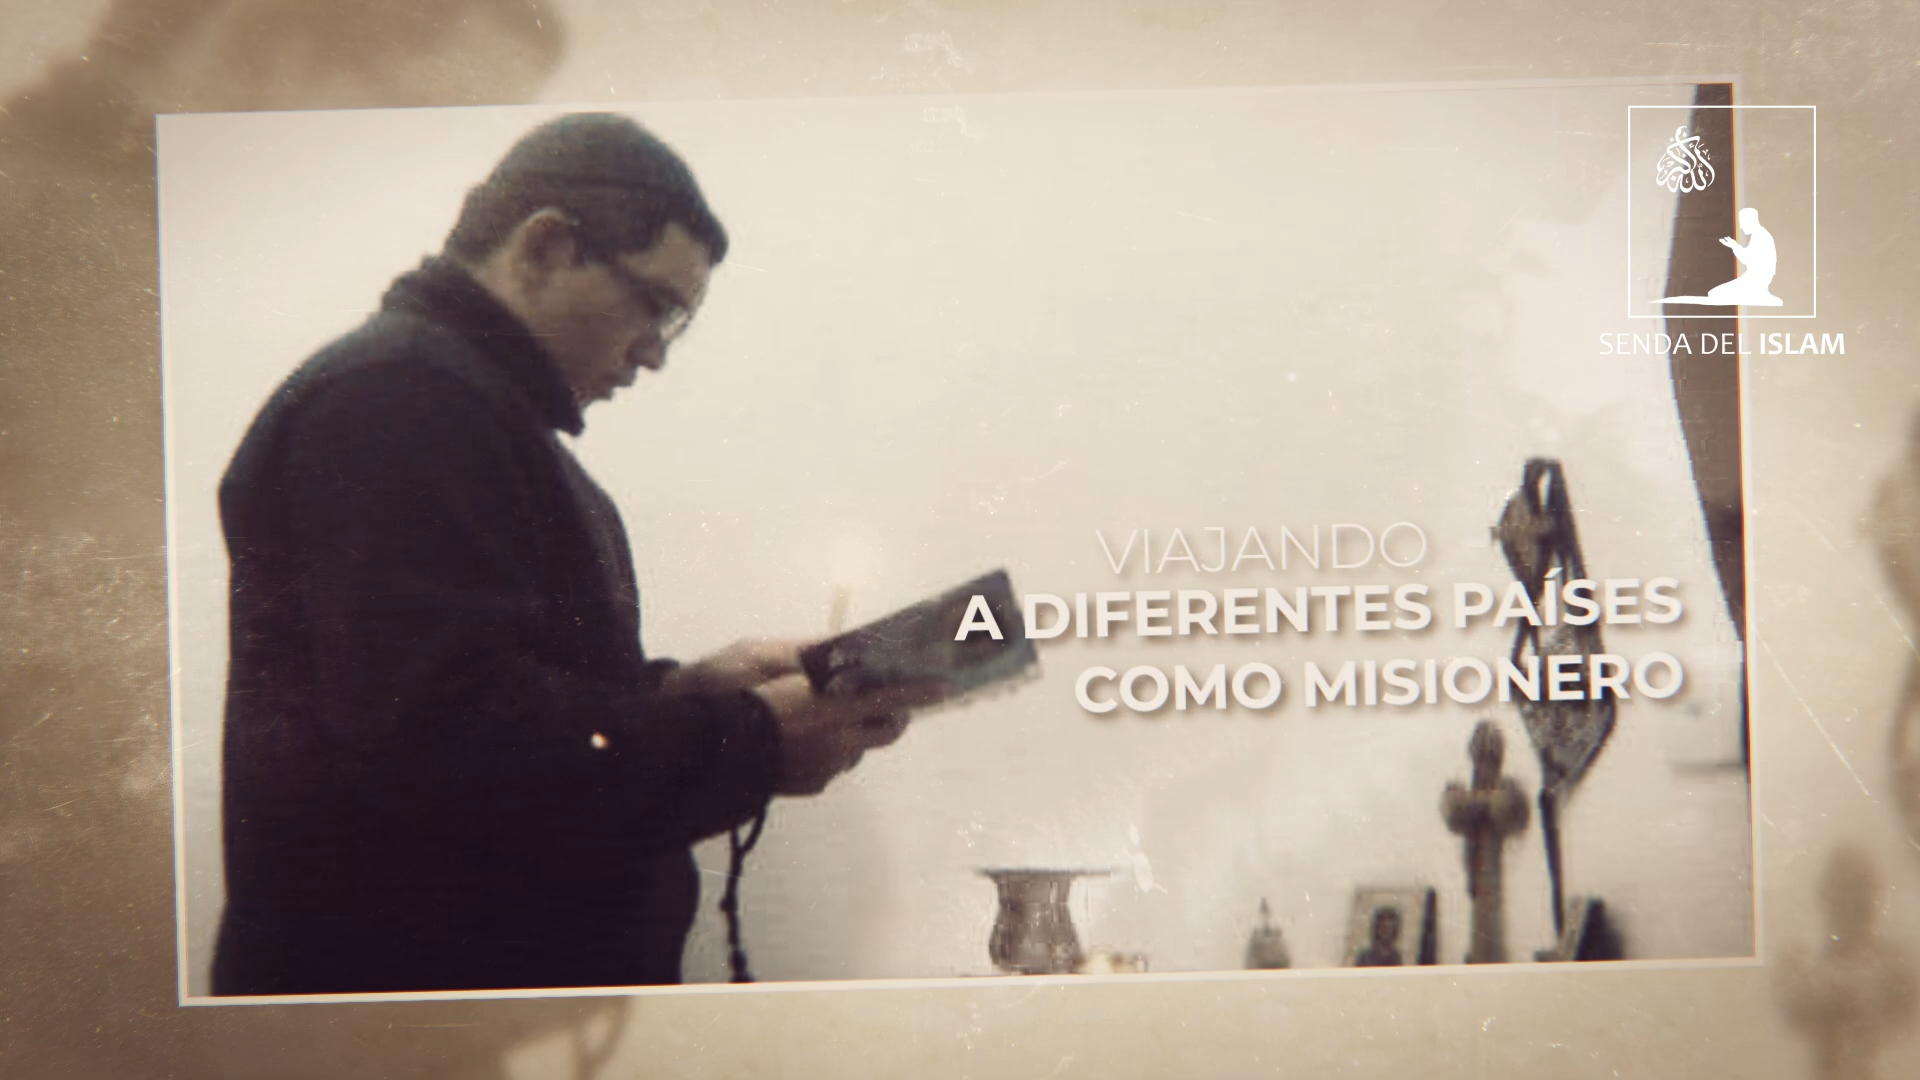 VIAJANDO
A DIFERENTES PAÍSES
COMO MISIONERO
SENDA DEL ISLAM